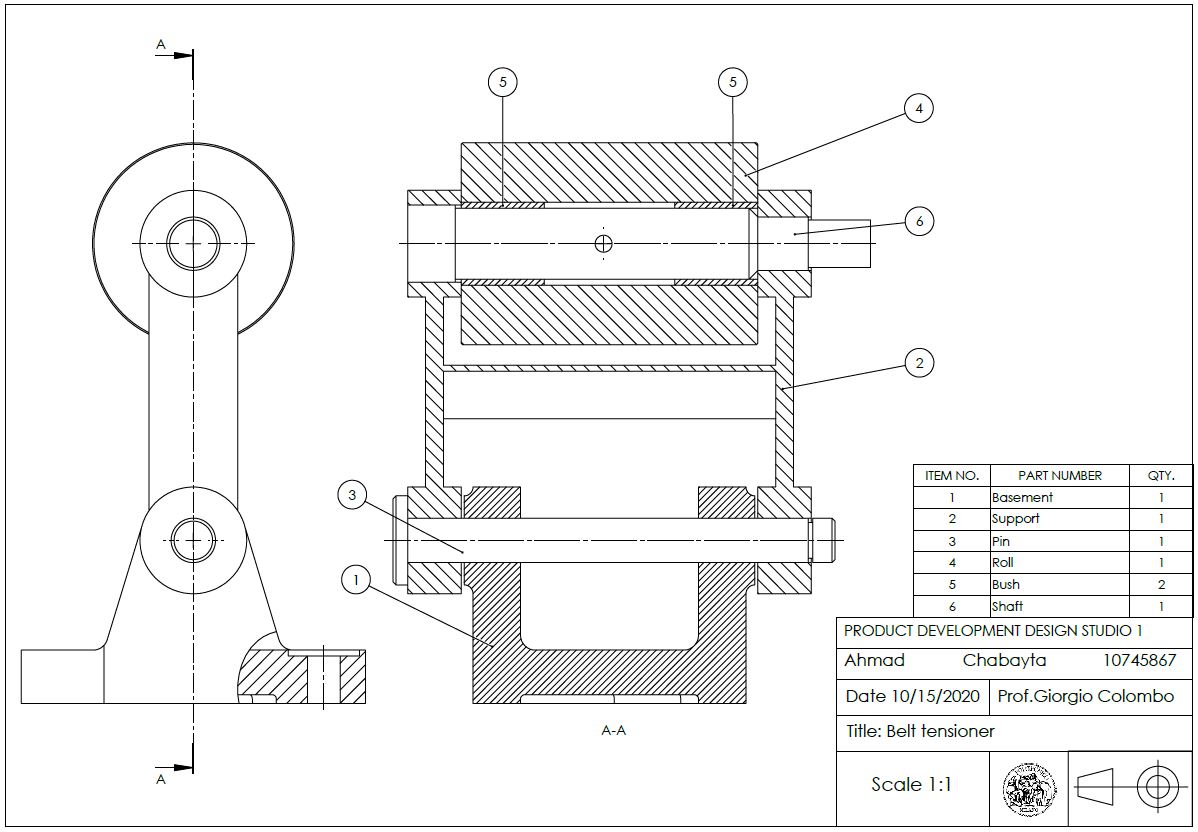 A
5
5
4
6
2
3
1
A
A-A
ITEM NO. PART NUMBER QTY.
1 Basement 1
2 Support 1
3 Pin 1
4 Roll 1
5 Bush 2
6 Shaft 1
PRODUCT DEVELOPMENT DESIGN STUDIO 1
Ahmad Chabayta 10745867
Date 10/15/2020 Prof.Giorgio Colombo
Title: Belt tensioner
Scale 1:1